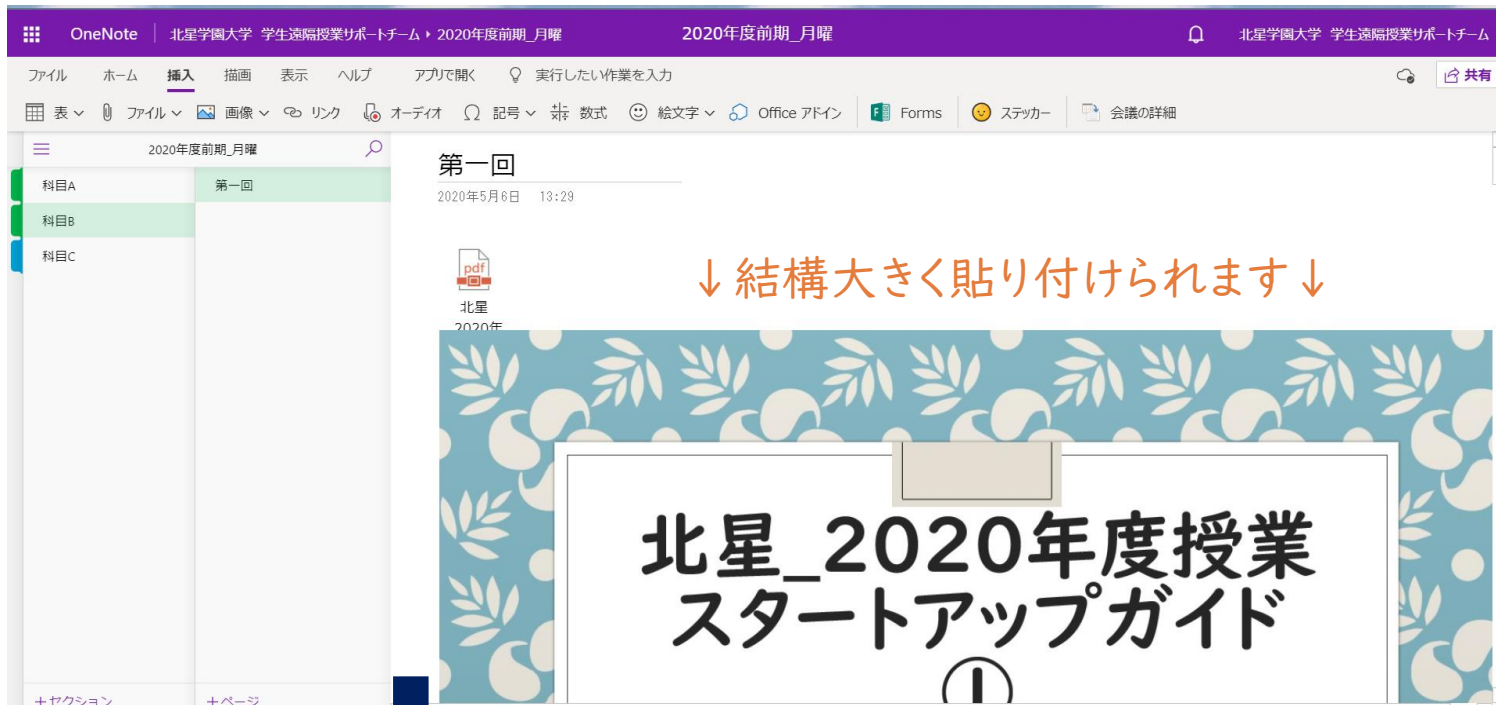 OneNote 北星学園大学 学生遠隔授業サポートチーム 2020年度前期_月曜 2020年度前期_月曜 北星学園大学 学生遠隔授業サポートチーム
ファイル ホーム 挿入 描画 表示 ヘルプ アプリで開く 実行したい作業を入力 共有
表 ファイル 画像 リンク オーディオ 記号 数式 絵文字 Office アドイン Forms ステッカー 会議の詳細
2020年度前期_月曜
科目A
科目B
科目C
+セクション
第一回
+ページ
第一回
2020年5月6日 13:29
pdf
北星
2020年
↓結構大きく貼り付けられます↓
北星_2020年度授業
スタートアップガイド
①